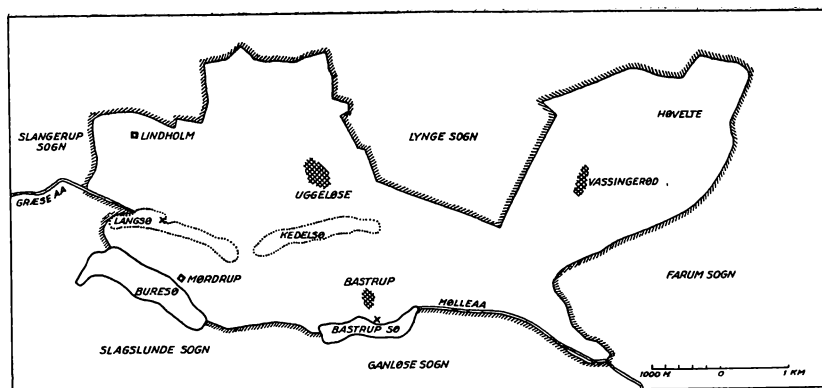 HØVELTE
SLANGERUP
SOGN
LINDHOLM
LYNGE SOGN
UGGELØSE
VASSINGERØD
GRÆSE AA
LANGSØ
KEDELSØ
MØRDRUP
BURESØ
BASTRUP
FARUM SOGN
MØLLEAA
BASTRUP SØ
SLAGSLUNDE SOGN
GANLØSE SOGN
1000 M 0 1 KM